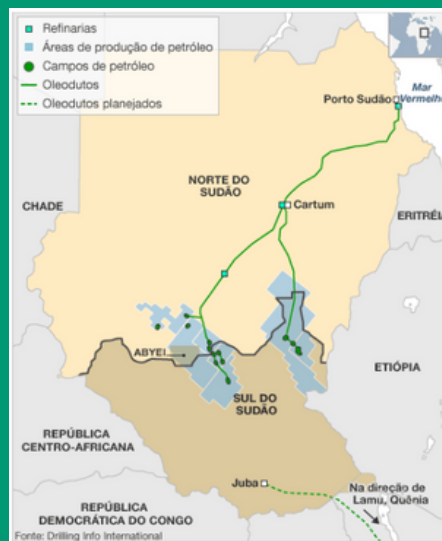 Refinarias
Áreas de produção de petróleo
Campos de petróleo
Oleodutos
Oleodutos planejados
Mar
Vermelho
Porto Sudão
NORTE DO
SUDÃO
Cartum
CHADE
ERITRÉIA
ABYEI
ETIÓPIA
SUL DO
SUDÃO
REPÚBLICA
CENTRO-AFRICANA
Juba
Na direção de
Lamu, Quênia
REPÚBLICA
DEMOCRÁTICA DO CONGO
Fonte: Drilling Info International